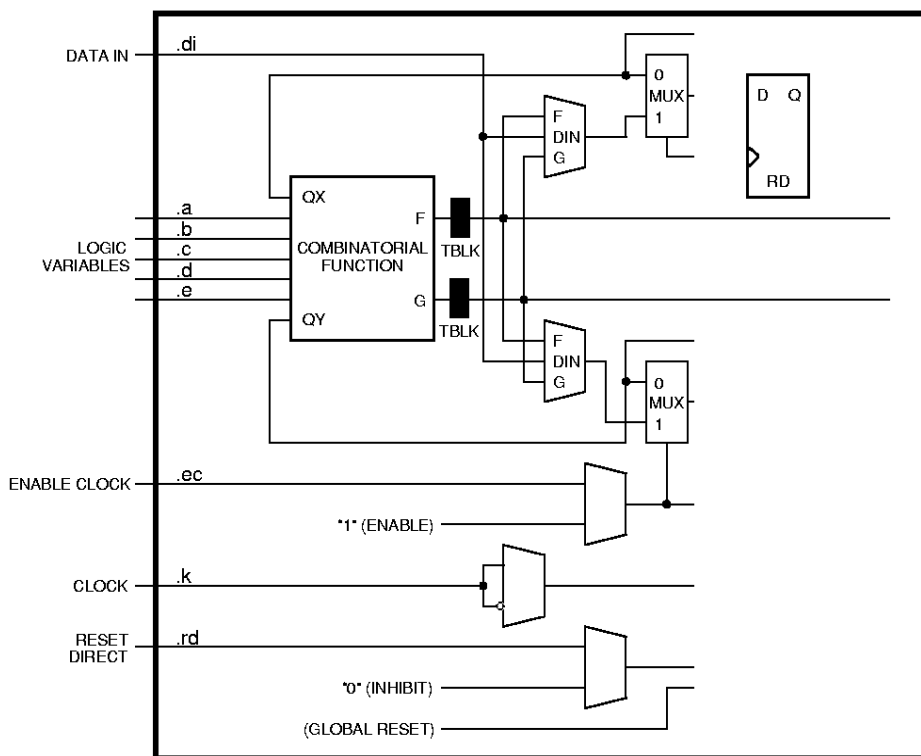 DATA IN
.di
0
MUX
1
D Q
RD
F
DIN
G
QX
F
COMBINATORIAL
FUNCTION
G
QY
TBLK
TBLK
LOGIC
VARIABLES
.a
.b
.c
.d
.e
F
DIN
G
0
MUX
1
ENABLE CLOCK
.ec
"1" (ENABLE)
CLOCK
.k
RESET
DIRECT
.rd
"0" (INHIBIT)
(GLOBAL RESET)